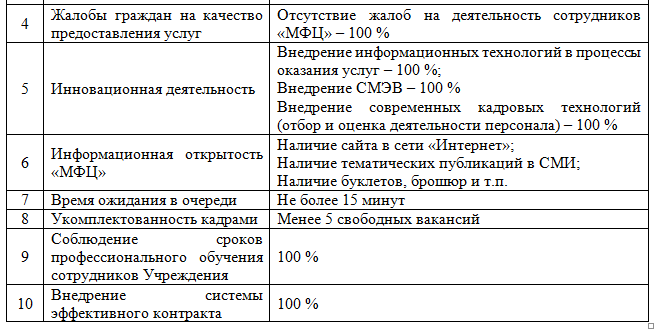 4
Жалобы граждан на качество
предоставления услуг
Отсутствие жалоб на деятельность сотрудников
«МФЦ» – 100 %
5
Инновационная деятельность
Внедрение информационных технологий в процессы
оказания услуг – 100 %;
Внедрение СМЭВ – 100 %
Внедрение современных кадровых технологий
(отбор и оценка деятельности персонала) – 100 %
6
Информационная открытость
«МФЦ»
Наличие сайта в сети «Интернет»;
Наличие тематических публикаций в СМИ;
Наличие буклетов, брошюр и т.п.
7
Время ожидания в очереди
Не более 15 минут
8
Укомплектованность кадрами
Менее 5 свободных вакансий
9
Соблюдение сроков
профессионального обучения
сотрудников Учреждения
100 %
10
Внедрение системы
эффективного контракта
100 %